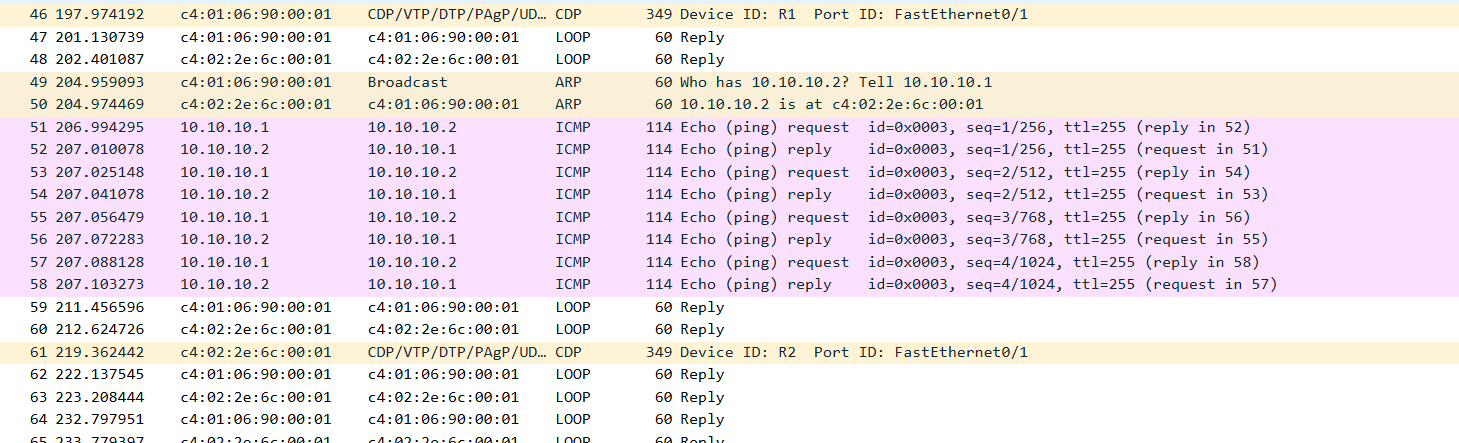 46 197.974192 c4:01:06:90:00:01 CDP/VTP/DTP/PAgP/UD… CDP 349 Device ID: R1 Port ID: FastEthernet0/1
47 201.130739 c4:01:06:90:00:01 c4:01:06:90:00:01 LOOP 60 Reply
48 202.401087 c4:02:2e:6c:00:01 c4:02:2e:6c:00:01 LOOP 60 Reply
49 204.959093 c4:01:06:90:00:01 Broadcast ARP 60 Who has 10.10.10.2? Tell 10.10.10.1
50 204.974469 c4:02:2e:6c:00:01 c4:01:06:90:00:01 ARP 60 10.10.10.2 is at c4:02:2e:6c:00:01
51 206.994295 10.10.10.1 10.10.10.2 ICMP 114 Echo (ping) request id=0x0003, seq=1/256, ttl=255 (reply in 52)
52 207.010078 10.10.10.2 10.10.10.1 ICMP 114 Echo (ping) reply id=0x0003, seq=1/256, ttl=255 (request in 51)
53 207.025148 10.10.10.1 10.10.10.2 ICMP 114 Echo (ping) request id=0x0003, seq=2/512, ttl=255 (reply in 54)
54 207.041078 10.10.10.2 10.10.10.1 ICMP 114 Echo (ping) reply id=0x0003, seq=2/512, ttl=255 (request in 53)
55 207.056479 10.10.10.1 10.10.10.2 ICMP 114 Echo (ping) request id=0x0003, seq=3/768, ttl=255 (reply in 56)
56 207.072283 10.10.10.2 10.10.10.1 ICMP 114 Echo (ping) reply id=0x0003, seq=3/768, ttl=255 (request in 55)
57 207.088128 10.10.10.1 10.10.10.2 ICMP 114 Echo (ping) request id=0x0003, seq=4/1024, ttl=255 (reply in 58)
58 207.103273 10.10.10.2 10.10.10.1 ICMP 114 Echo (ping) reply id=0x0003, seq=4/1024, ttl=255 (request in 57)
59 211.456596 c4:01:06:90:00:01 c4:01:06:90:00:01 LOOP 60 Reply
60 212.624726 c4:02:2e:6c:00:01 c4:02:2e:6c:00:01 LOOP 60 Reply
61 219.362442 c4:02:2e:6c:00:01 CDP/VTP/DTP/PAgP/UD… CDP 349 Device ID: R2 Port ID: FastEthernet0/1
62 222.137545 c4:01:06:90:00:01 c4:01:06:90:00:01 LOOP 60 Reply
63 223.208444 c4:02:2e:6c:00:01 c4:02:2e:6c:00:01 LOOP 60 Reply
64 232.797951 c4:01:06:90:00:01 c4:01:06:90:00:01 LOOP 60 Reply
65 233.779397 c4:02:2e:6c:00:01 c4:02:2e:6c:00:01 LOOP 60 Reply